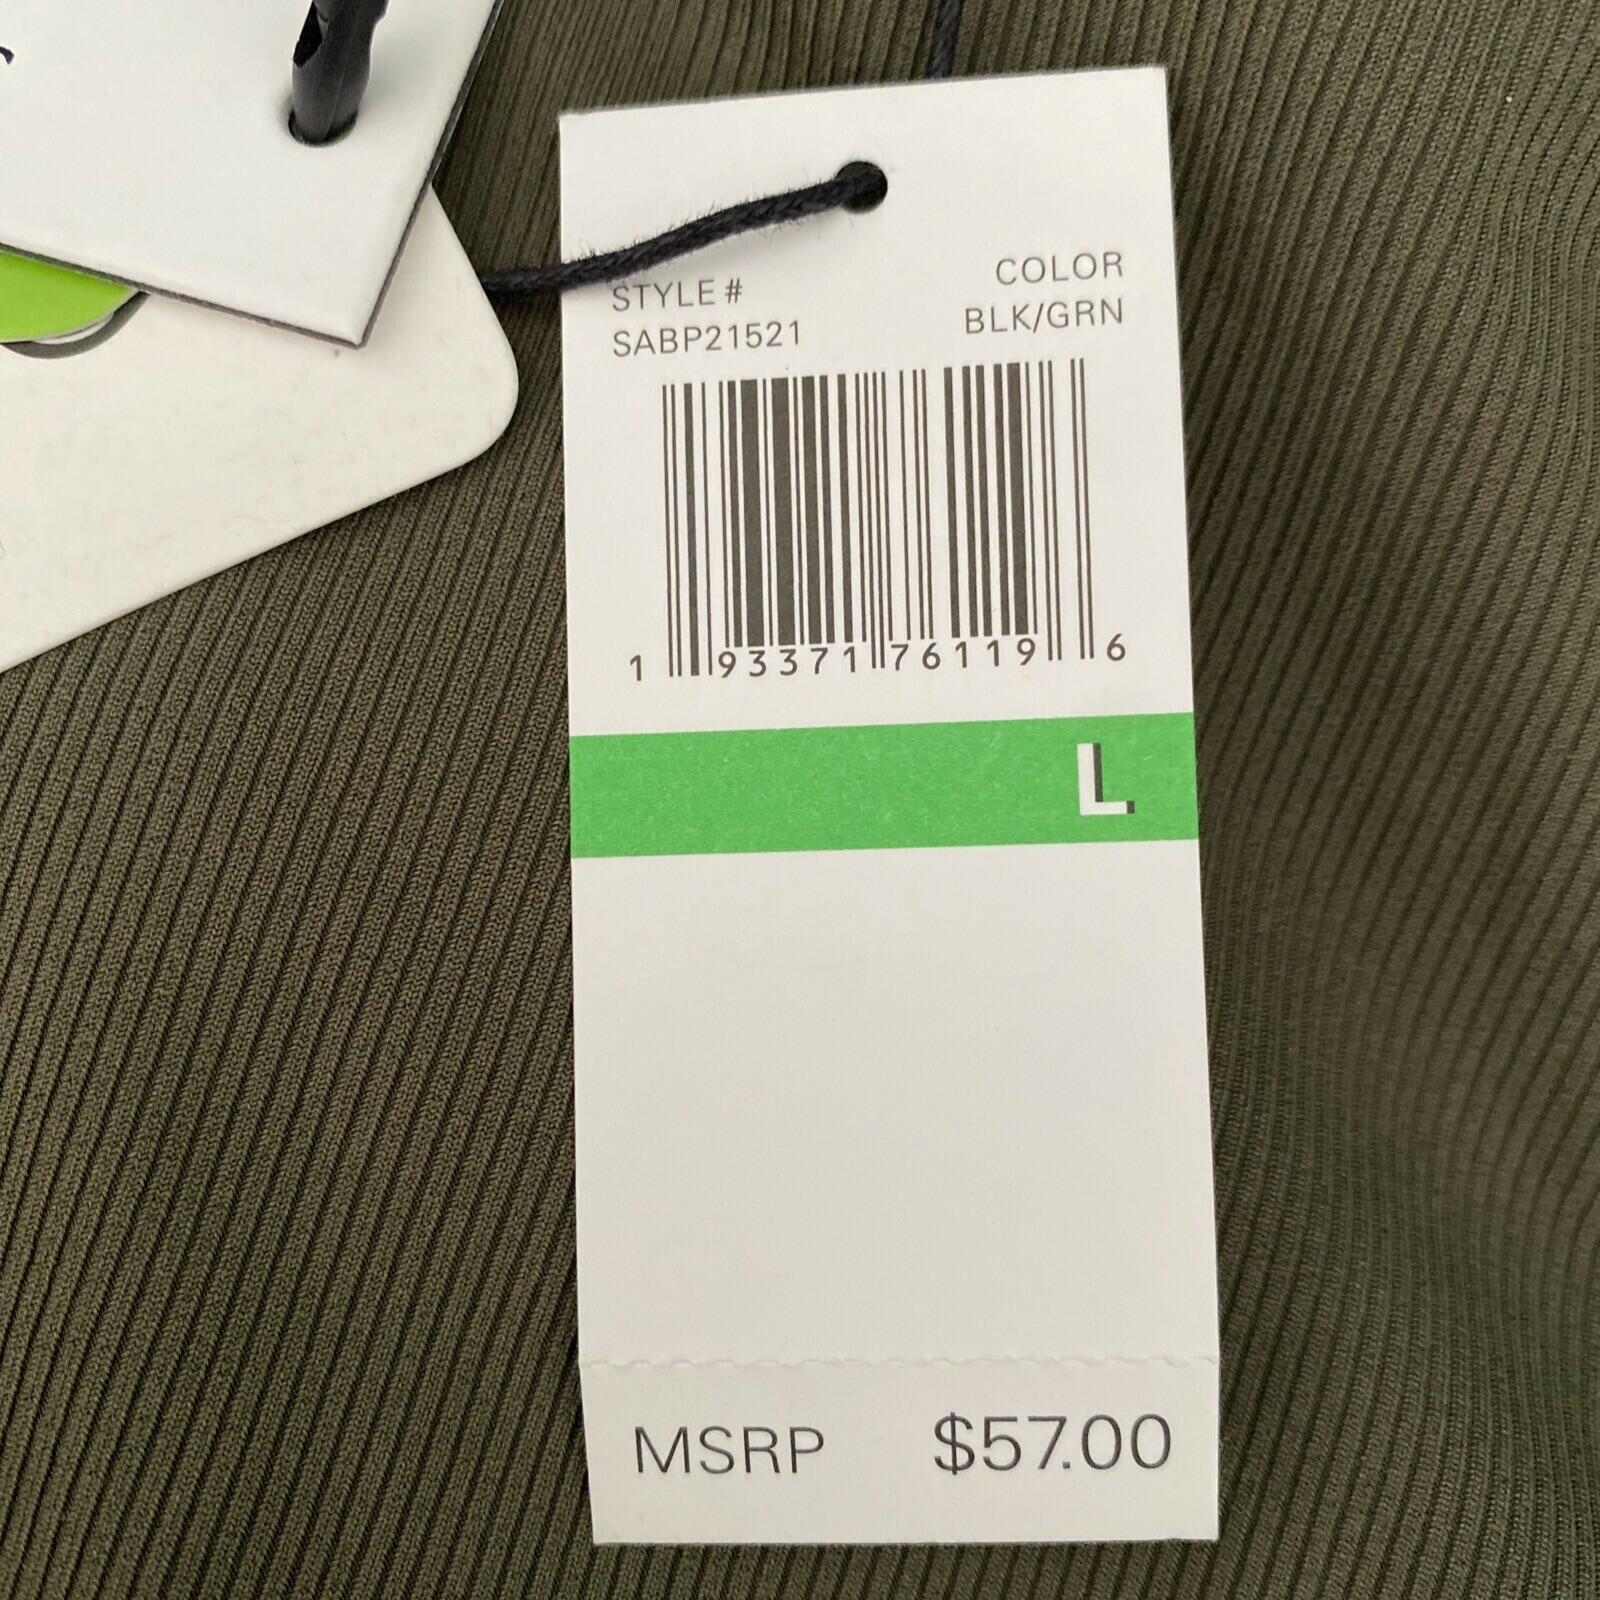 STYLE #
SABP21521
COLOR
BLK/GRN
1 93371 76119 6
L
MSRP $57.00